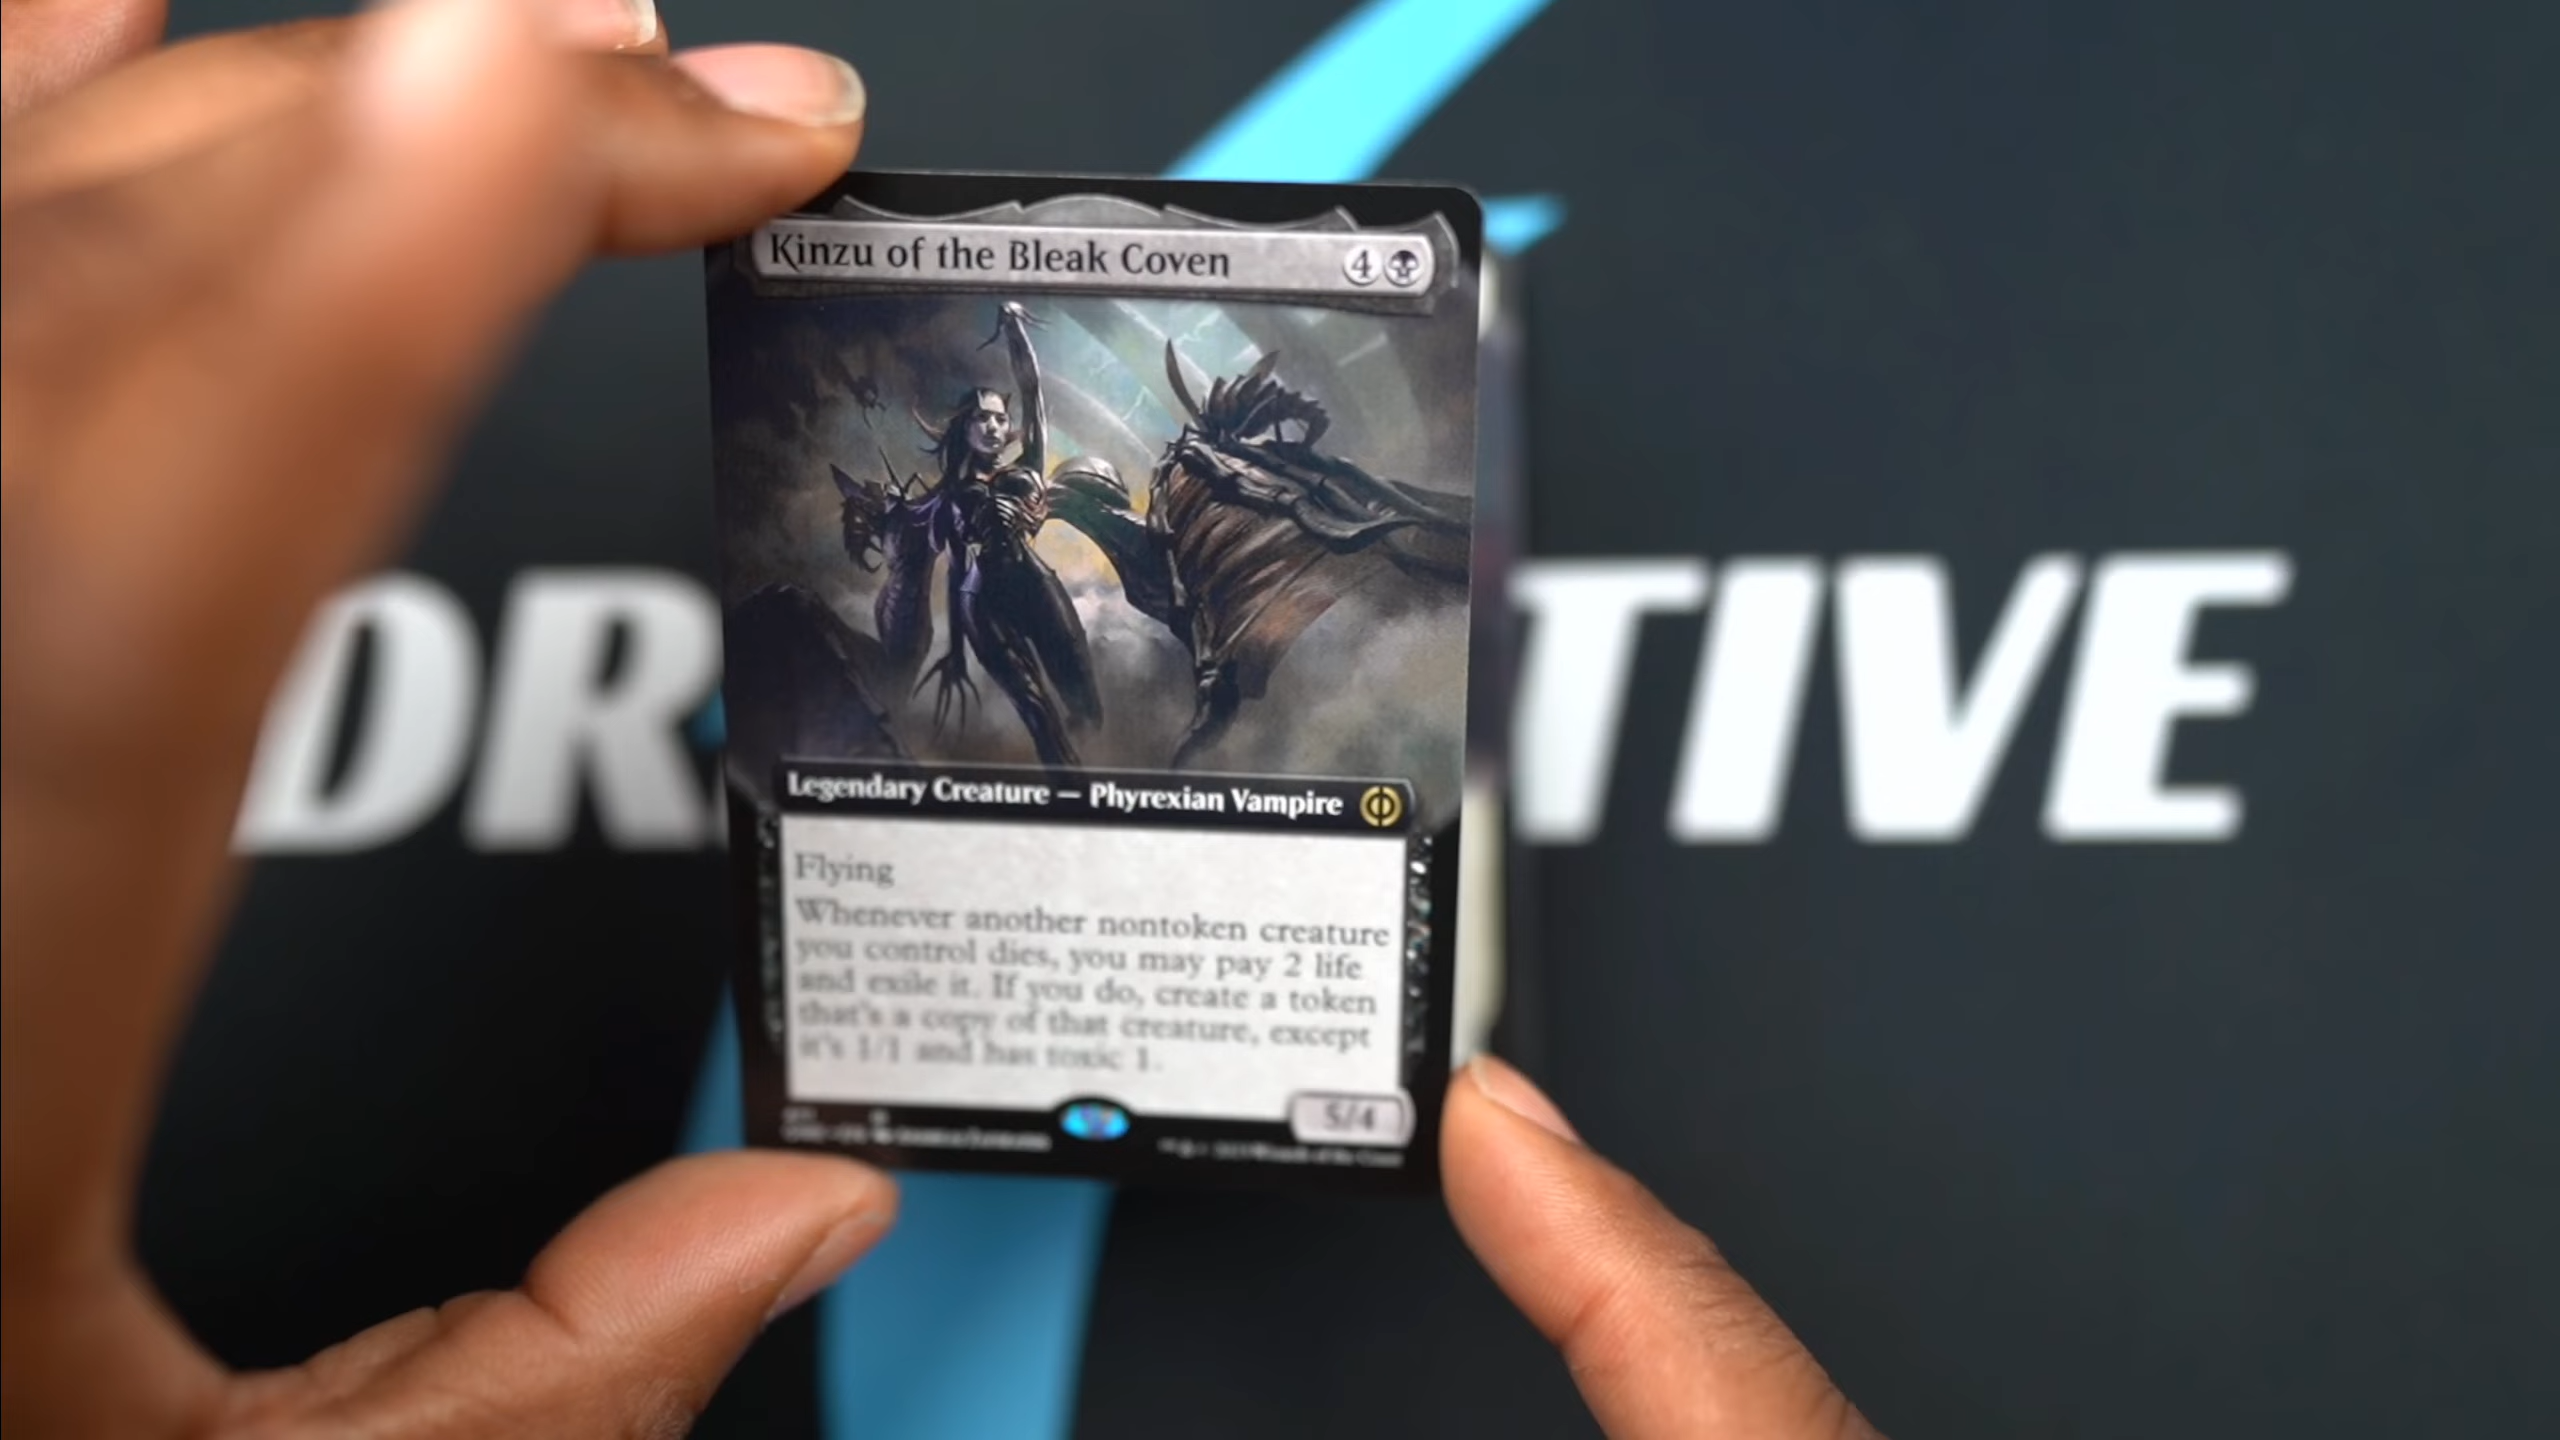 Kinzu of the Bleak Coven 4
DR TIVE
Legendary Creature — Phyrexian Vampire
Flying
Whenever another nontoken creature
you control dies, you may pay 2 life
and exile it. If you do, create a token
that's a copy of that creature, except
it's 1/1 and has toxic 1.
5/4